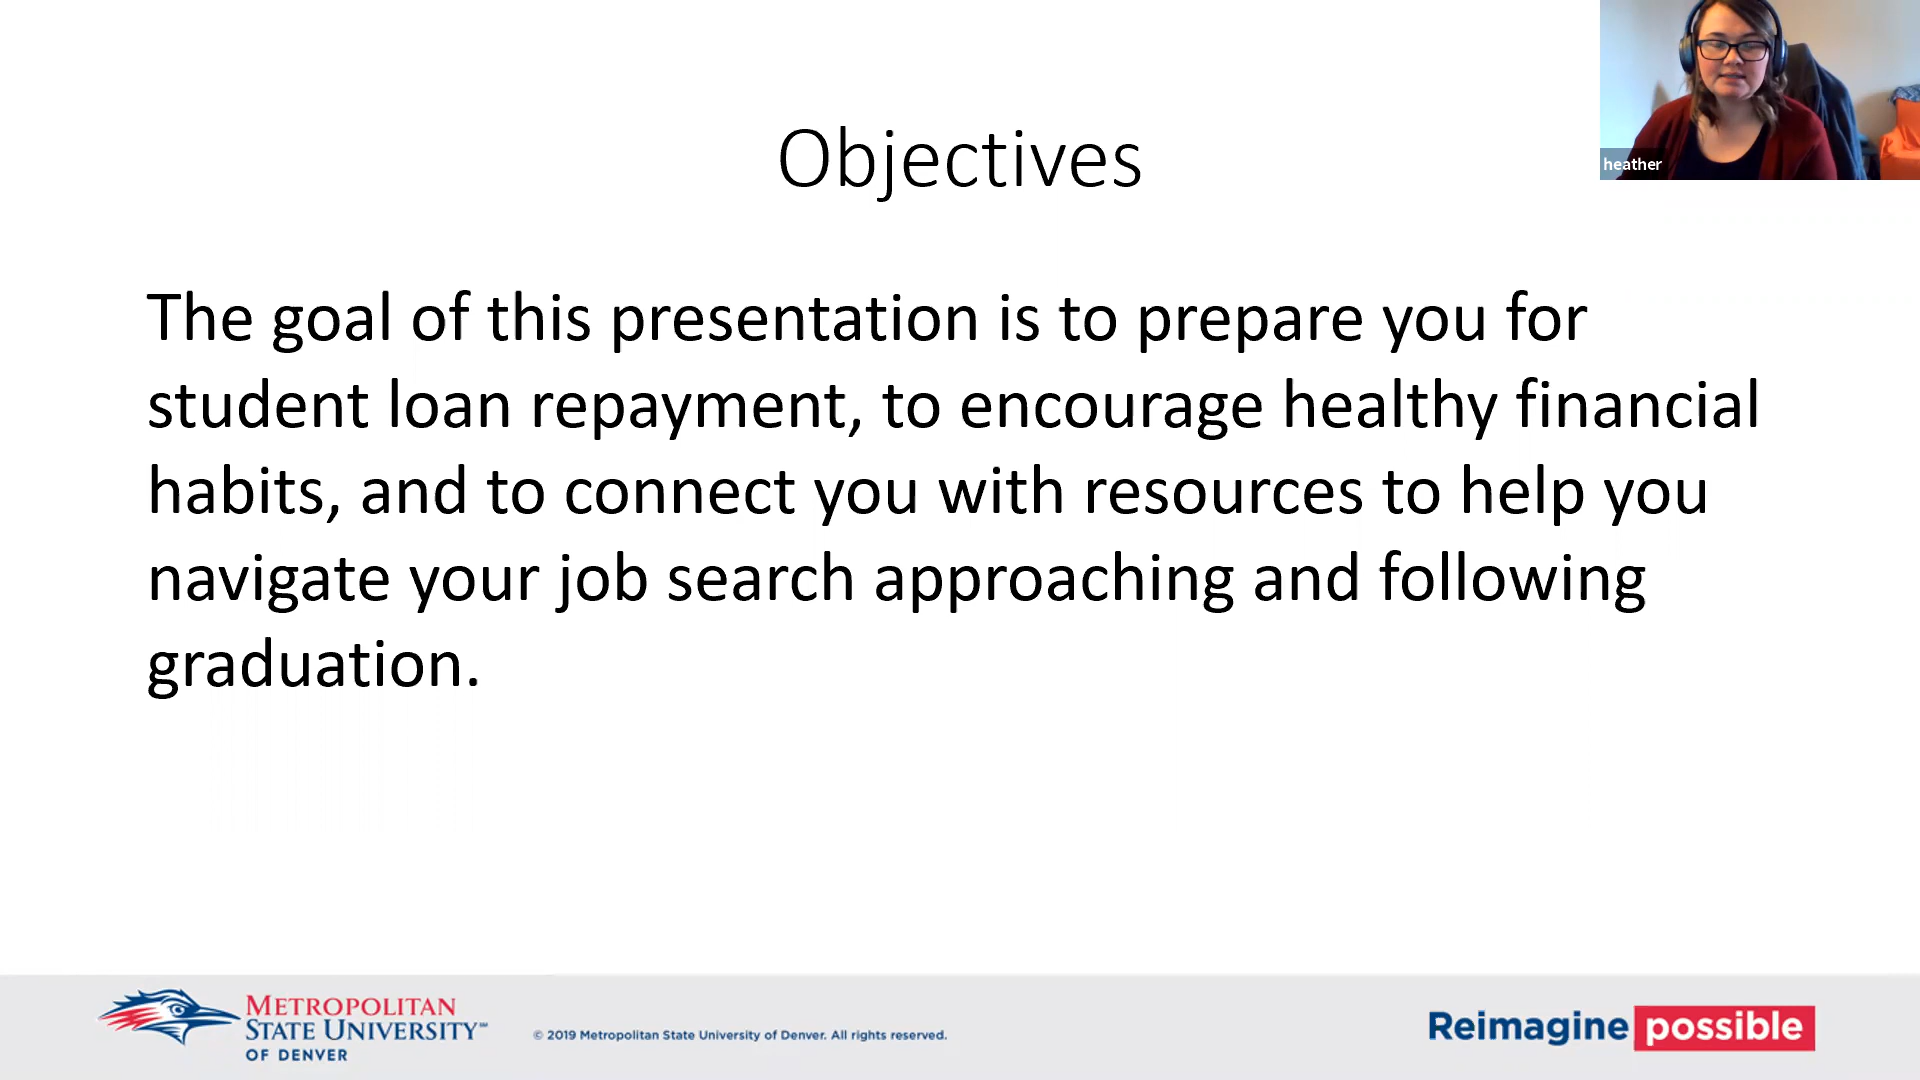 Objectives
heather
The goal of this presentation is to prepare you for
student loan repayment, to encourage healthy financial
habits, and to connect you with resources to help you
navigate your job search approaching and following
graduation.
METROPOLITAN
STATE UNIVERSITY℠
OF DENVER
© 2019 Metropolitan State University of Denver. All rights reserved.
Reimagine possible